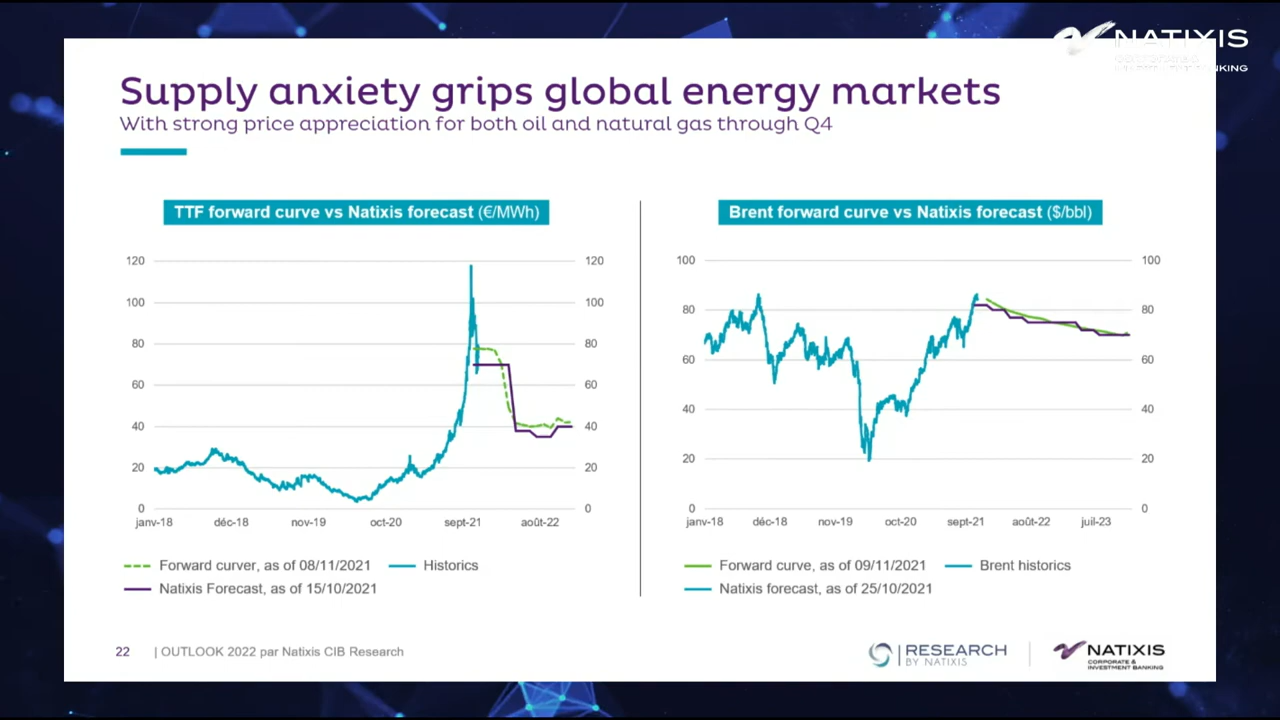 NATIXIS
Supply anxiety grips global energy markets
With strong price appreciation for both oil and natural gas through Q4
TTF forward curve vs Natixis forecast (€/MWh)
120
100
80
60
40
20
0
120
100
80
60
40
20
0
janv-18 déc-18 nov-19 oct-20 sept-21 août-22
Forward curver, as of 08/11/2021 Historics
Natixis Forecast, as of 15/10/2021
Brent forward curve vs Natixis forecast ($/bbl)
100
80
60
40
20
0
100
80
60
40
20
0
janv-18 déc-18 nov-19 oct-20 sept-21 août-22 juil-23
Forward curve, as of 09/11/2021 Brent historics
Natixis forecast, as of 25/10/2021
22 | OUTLOOK 2022 par Natixis CIB Research
RESEARCH
BY NATIXIS
NATIXIS
CORPORATE &
INVESTMENT BANKING